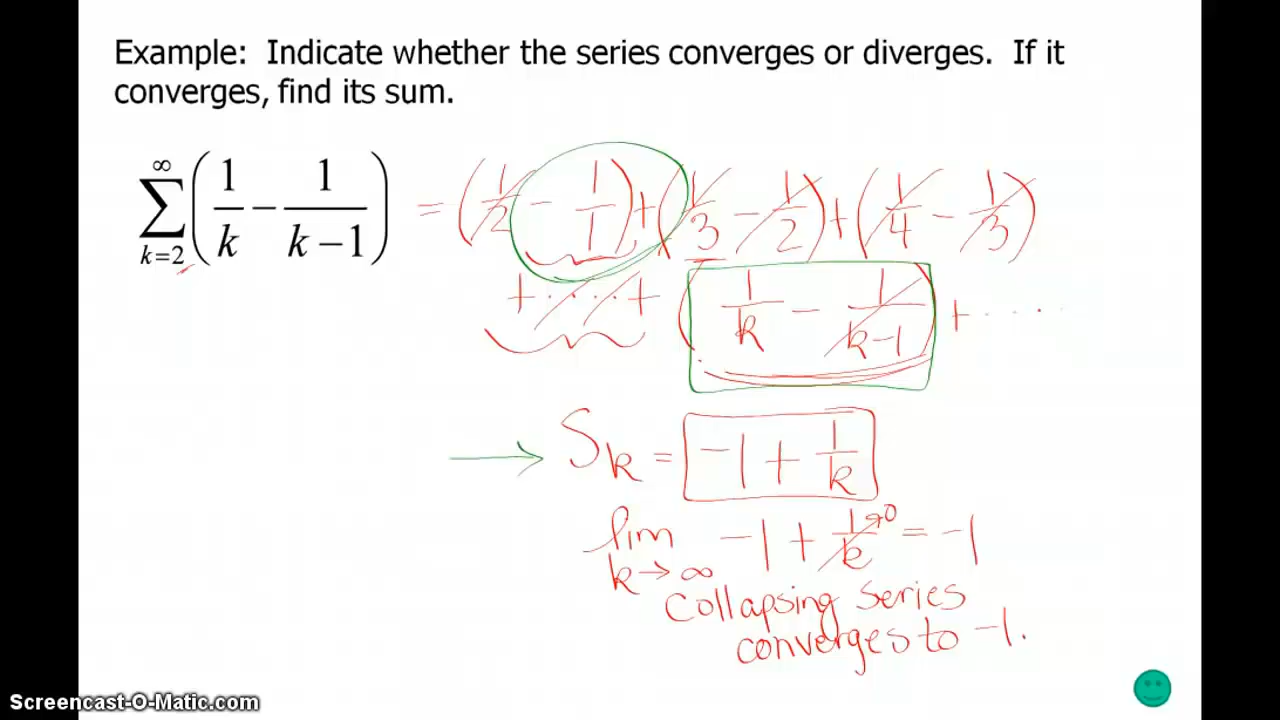 Example: Indicate whether the series converges or diverges. If it
converges, find its sum.
∞ ∑ k=2 (1/k − 1/(k−1)) = (1/2 − 1/1) + (1/3 − 1/2) + (1/4 − 1/3)
+ ..... + (1/k − 1/(k−1)) + .....
→ S_k = −1 + 1/k
lim k→∞ −1 + 1/k →0 = −1
Collapsing series
converges to −1.
Screencast-O-Matic.com